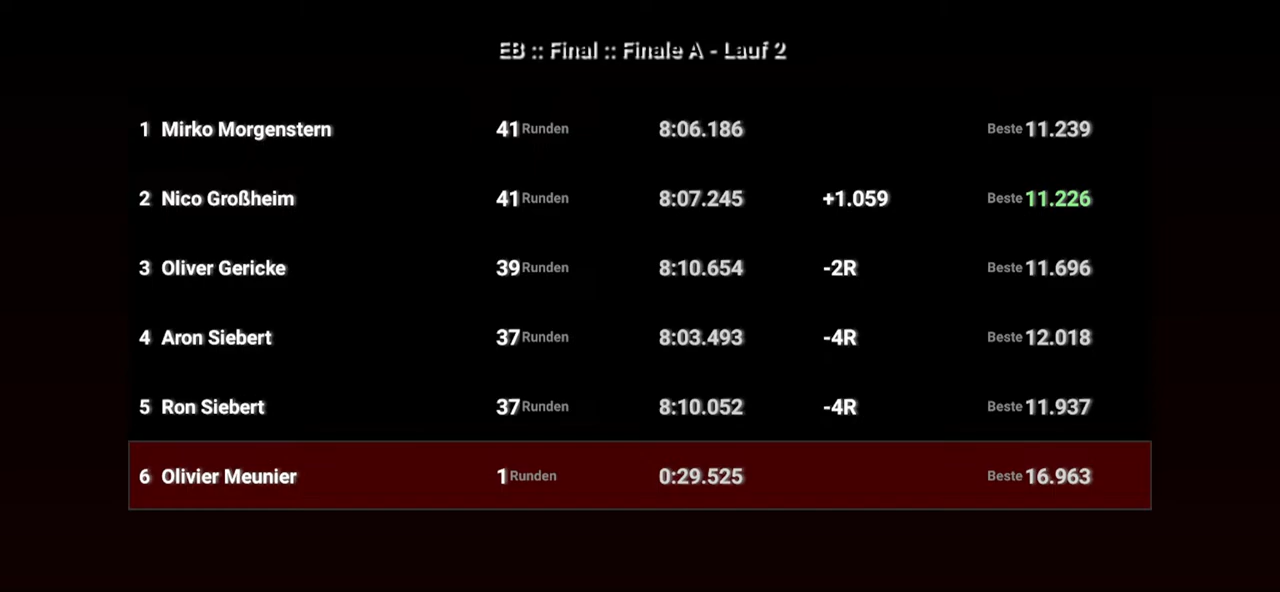 EB :: Final :: Finale A - Lauf 2
1 Mirko Morgenstern 41 Runden 8:06.186 Beste 11.239
2 Nico Großheim 41 Runden 8:07.245 +1.059 Beste 11.226
3 Oliver Gericke 39 Runden 8:10.654 -2R Beste 11.696
4 Aron Siebert 37 Runden 8:03.493 -4R Beste 12.018
5 Ron Siebert 37 Runden 8:10.052 -4R Beste 11.937
6 Olivier Meunier 1 Runden 0:29.525 Beste 16.963